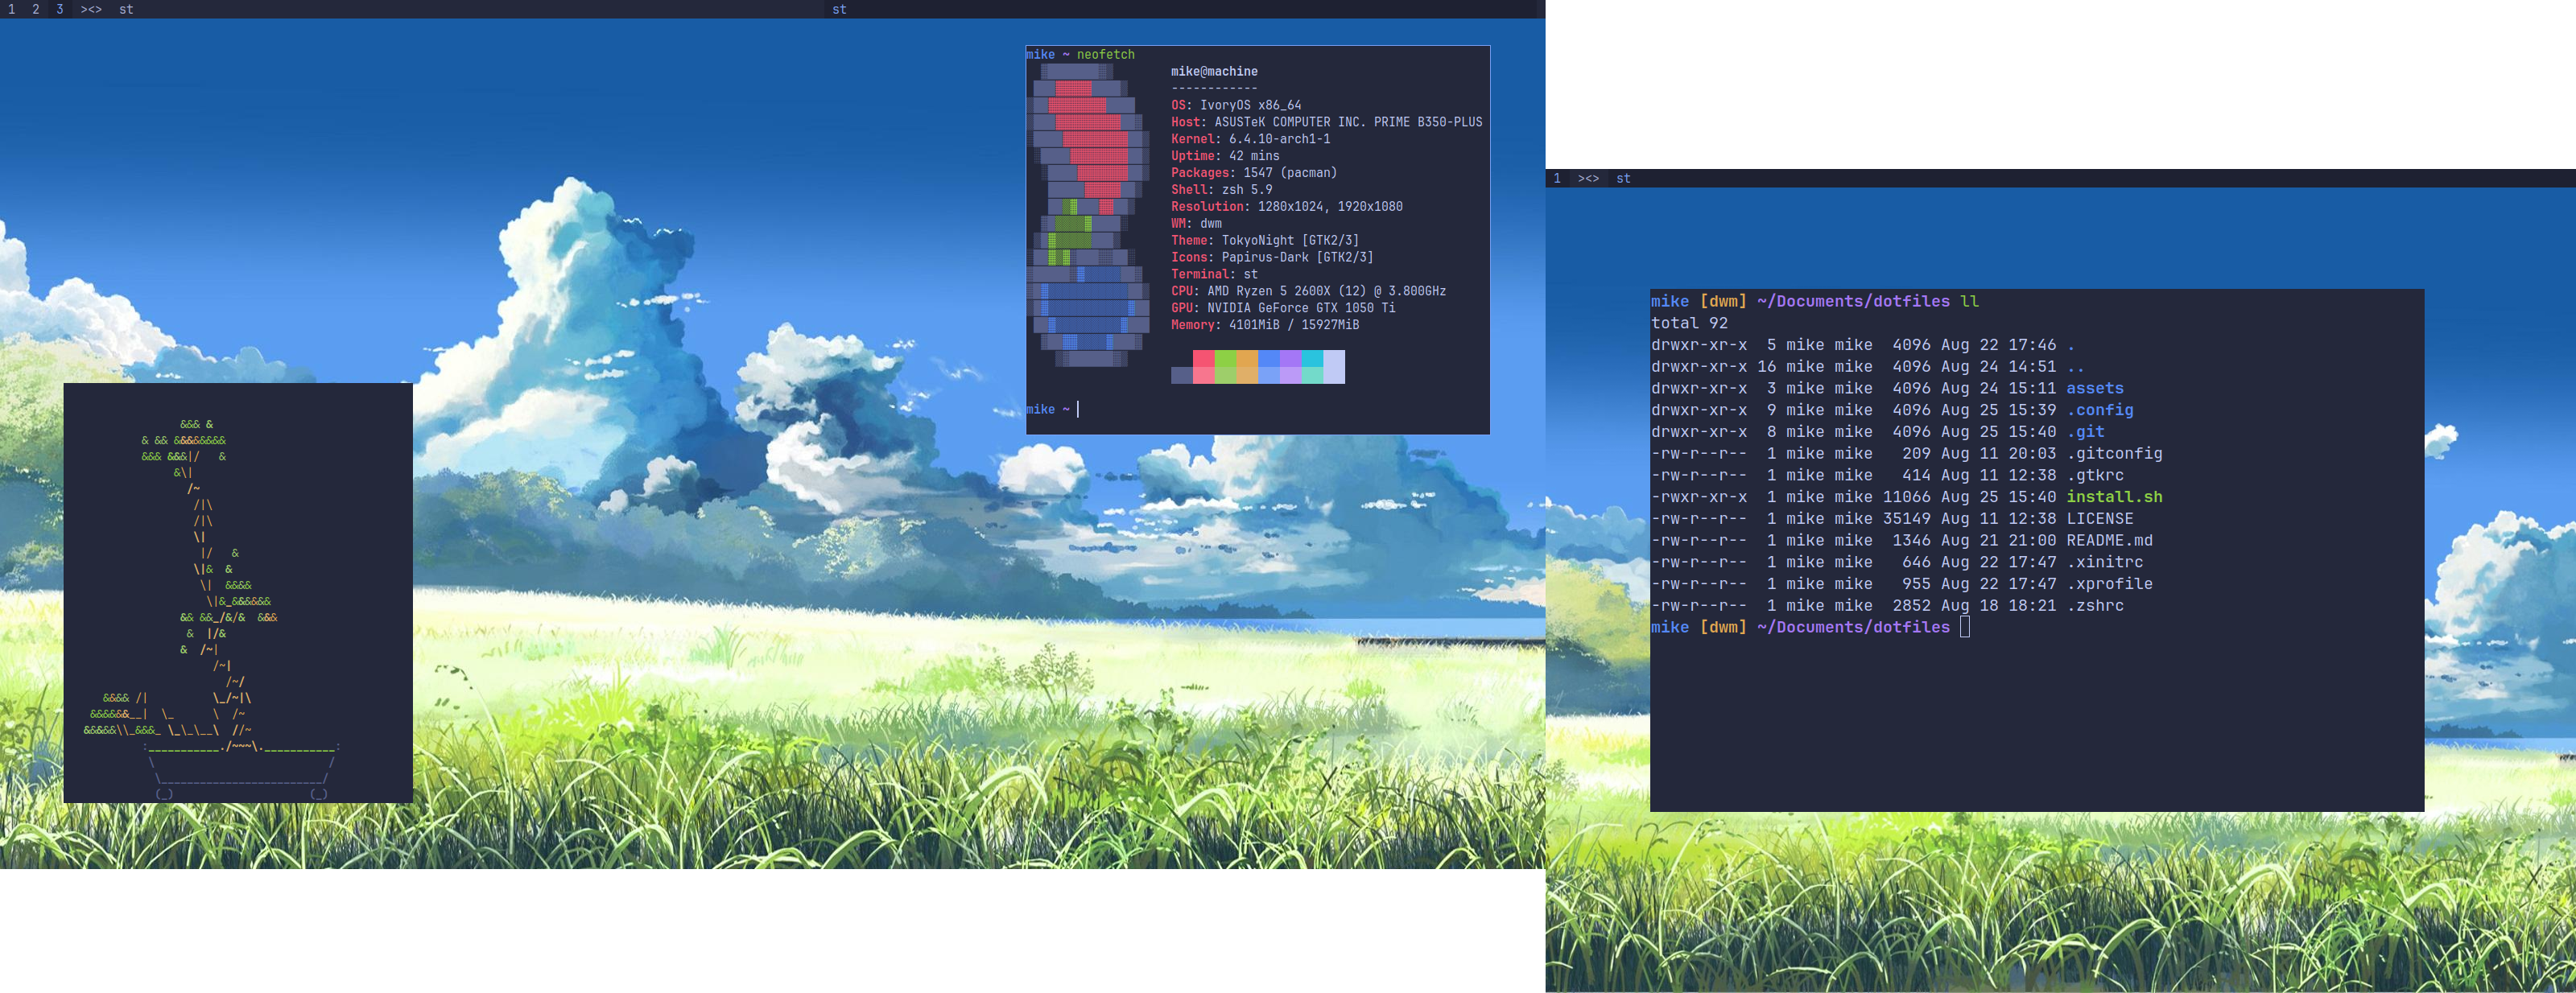 1 2 3 ><> st
st
mike ~ neofetch
mike@machine
------------
OS: IvoryOS x86_64
Host: ASUSTeK COMPUTER INC. PRIME B350-PLUS
Kernel: 6.4.10-arch1-1
Uptime: 42 mins
Packages: 1547 (pacman)
Shell: zsh 5.9
Resolution: 1280x1024, 1920x1080
WM: dwm
Theme: TokyoNight [GTK2/3]
Icons: Papirus-Dark [GTK2/3]
Terminal: st
CPU: AMD Ryzen 5 2600X (12) @ 3.800GHz
GPU: NVIDIA GeForce GTX 1050 Ti
Memory: 4101MiB / 15927MiB
mike ~
1 ><> st
mike [dwm] ~/Documents/dotfiles ll
total 92
drwxr-xr-x  5 mike mike  4096 Aug 22 17:46 .
drwxr-xr-x 16 mike mike  4096 Aug 24 14:51 ..
drwxr-xr-x  3 mike mike  4096 Aug 24 15:11 assets
drwxr-xr-x  9 mike mike  4096 Aug 25 15:39 .config
drwxr-xr-x  8 mike mike  4096 Aug 25 15:40 .git
-rw-r--r--  1 mike mike   209 Aug 11 20:03 .gitconfig
-rw-r--r--  1 mike mike   414 Aug 11 12:38 .gtkrc
-rwxr-xr-x  1 mike mike 11066 Aug 25 15:40 install.sh
-rw-r--r--  1 mike mike 35149 Aug 11 12:38 LICENSE
-rw-r--r--  1 mike mike  1346 Aug 21 21:00 README.md
-rw-r--r--  1 mike mike   646 Aug 22 17:47 .xinitrc
-rw-r--r--  1 mike mike   955 Aug 22 17:47 .xprofile
-rw-r--r--  1 mike mike  2852 Aug 18 18:21 .zshrc
mike [dwm] ~/Documents/dotfiles